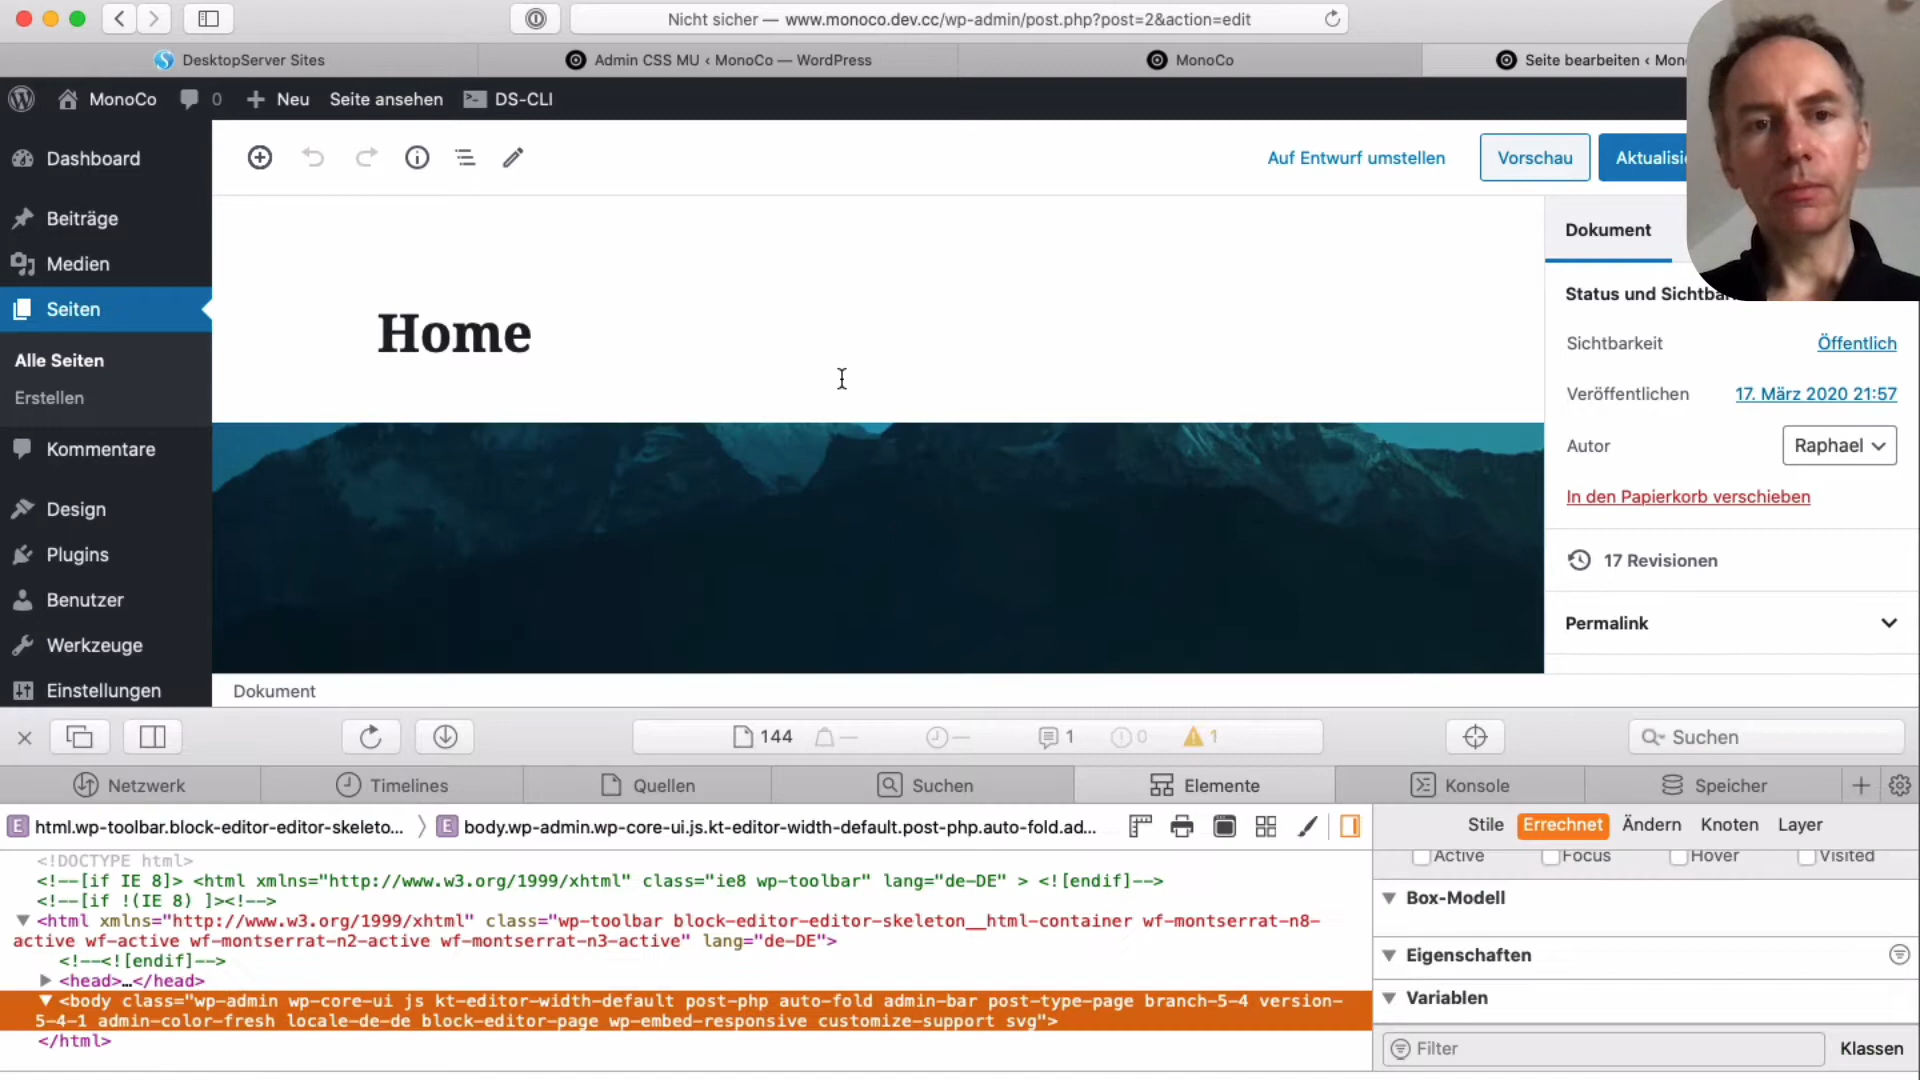 Nicht sicher — www.monoco.dev.cc/wp-admin/post.php?post=2&action=edit
DesktopServer Sites
Admin CSS MU ‹ MonoCo — WordPress
MonoCo
Seite bearbeiten ‹ Mon
MonoCo
0
Neu
Seite ansehen
DS-CLI
Dashboard
Beiträge
Medien
Seiten
Alle Seiten
Erstellen
Kommentare
Design
Plugins
Benutzer
Werkzeuge
Einstellungen
Auf Entwurf umstellen
Vorschau
Aktualisi
Home
Dokument
Status und Sichtbar
Sichtbarkeit
Öffentlich
Veröffentlichen
17. März 2020 21:57
Autor
Raphael
In den Papierkorb verschieben
17 Revisionen
Permalink
Dokument
144 — — 1 0 1
Suchen
Netzwerk
Timelines
Quellen
Suchen
Elemente
Konsole
Speicher
E html.wp-toolbar.block-editor-editor-skeleto...
E body.wp-admin.wp-core-ui.js.kt-editor-width-default.post-php.auto-fold.ad...
<!DOCTYPE html>
<!--[if IE 8]> <html xmlns="http://www.w3.org/1999/xhtml" class="ie8 wp-toolbar" lang="de-DE" > <![endif]-->
<!--[if !(IE 8) ]><!-->
<html xmlns="http://www.w3.org/1999/xhtml" class="wp-toolbar block-editor-editor-skeleton__html-container wf-montserrat-n8-
active wf-active wf-montserrat-n2-active wf-montserrat-n3-active" lang="de-DE">
<!--<![endif]-->
<head>…</head>
<body class="wp-admin wp-core-ui js kt-editor-width-default post-php auto-fold admin-bar post-type-page branch-5-4 version-
5-4-1 admin-color-fresh locale-de-de block-editor-page wp-embed-responsive customize-support svg">
</html>
Stile
Errechnet
Ändern
Knoten
Layer
Active
Focus
Hover
Visited
Box-Modell
Eigenschaften
Variablen
Filter
Klassen